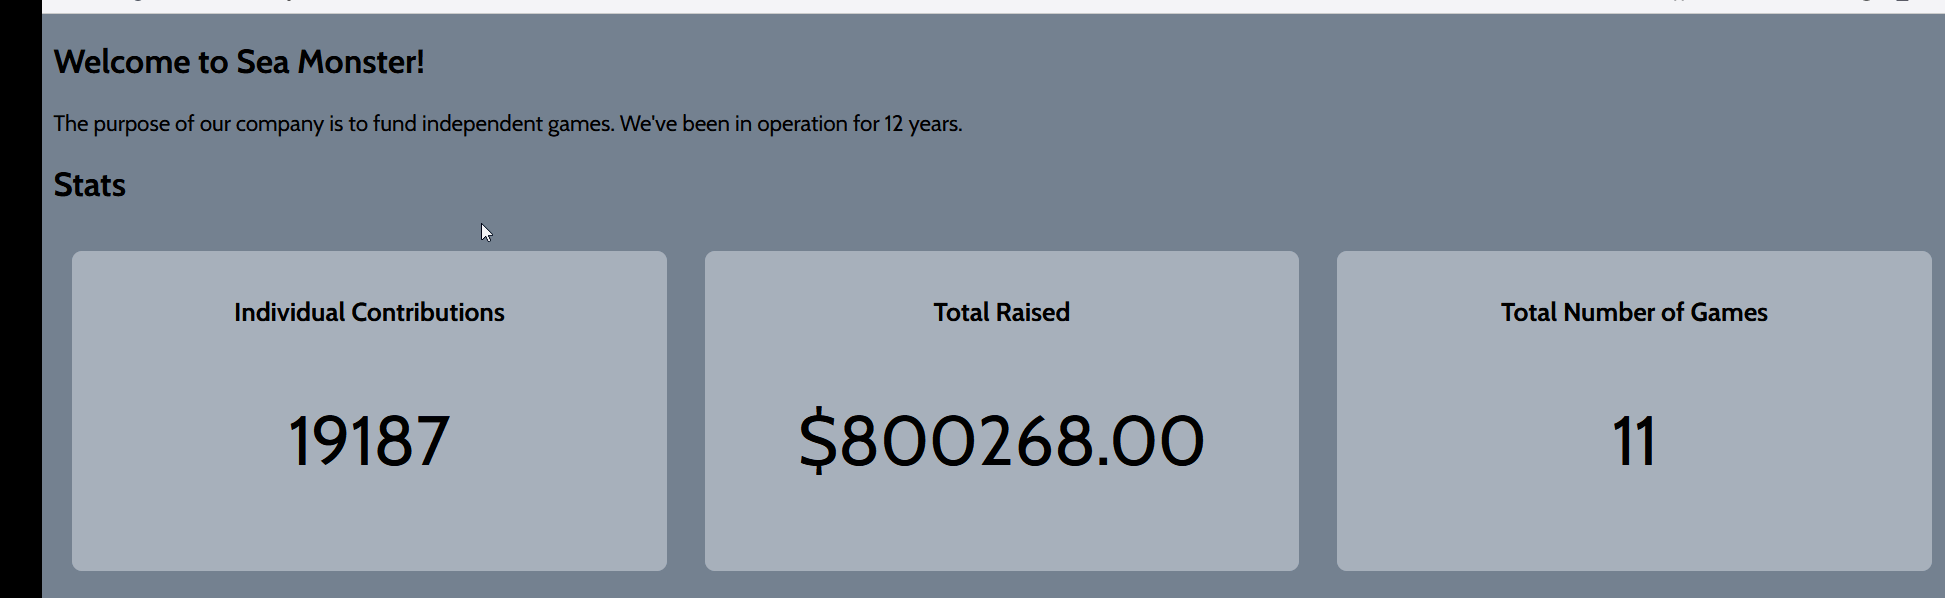 Welcome to Sea Monster!
The purpose of our company is to fund independent games. We've been in operation for 12 years.
Stats
Individual Contributions
19187
Total Raised
$800268.00
Total Number of Games
11